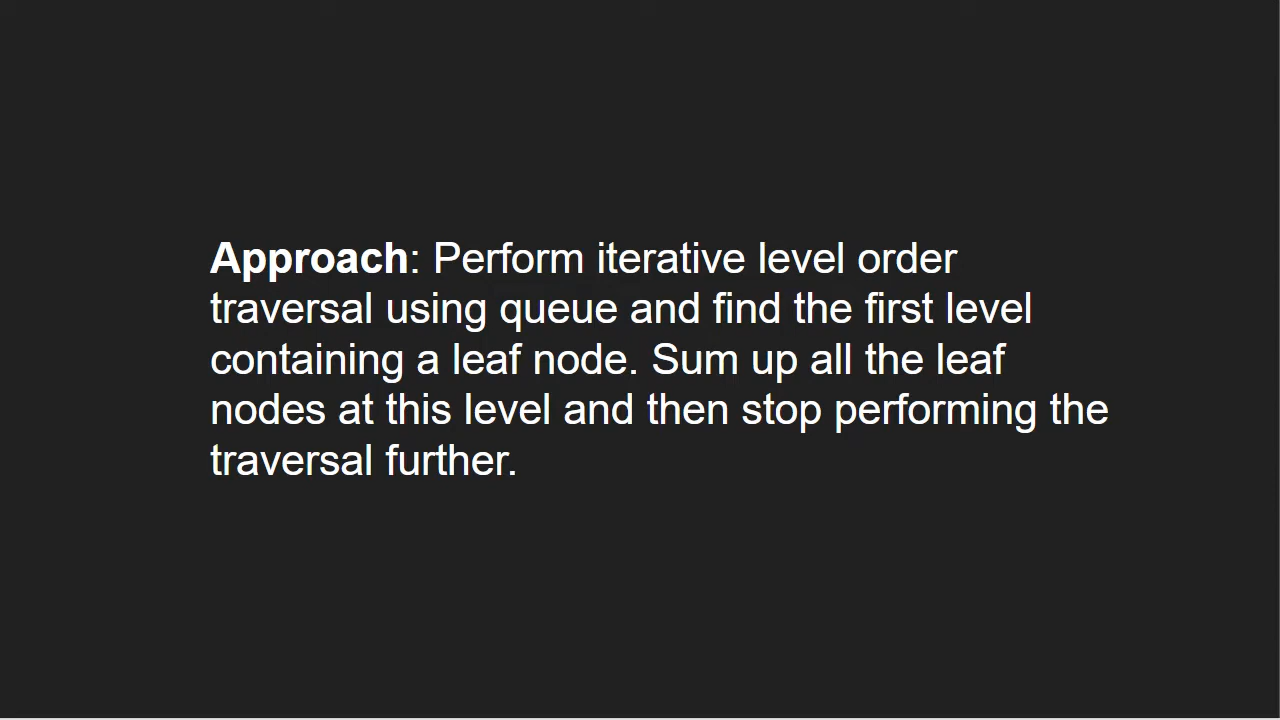 Approach: Perform iterative level order
traversal using queue and find the first level
containing a leaf node. Sum up all the leaf
nodes at this level and then stop performing the
traversal further.